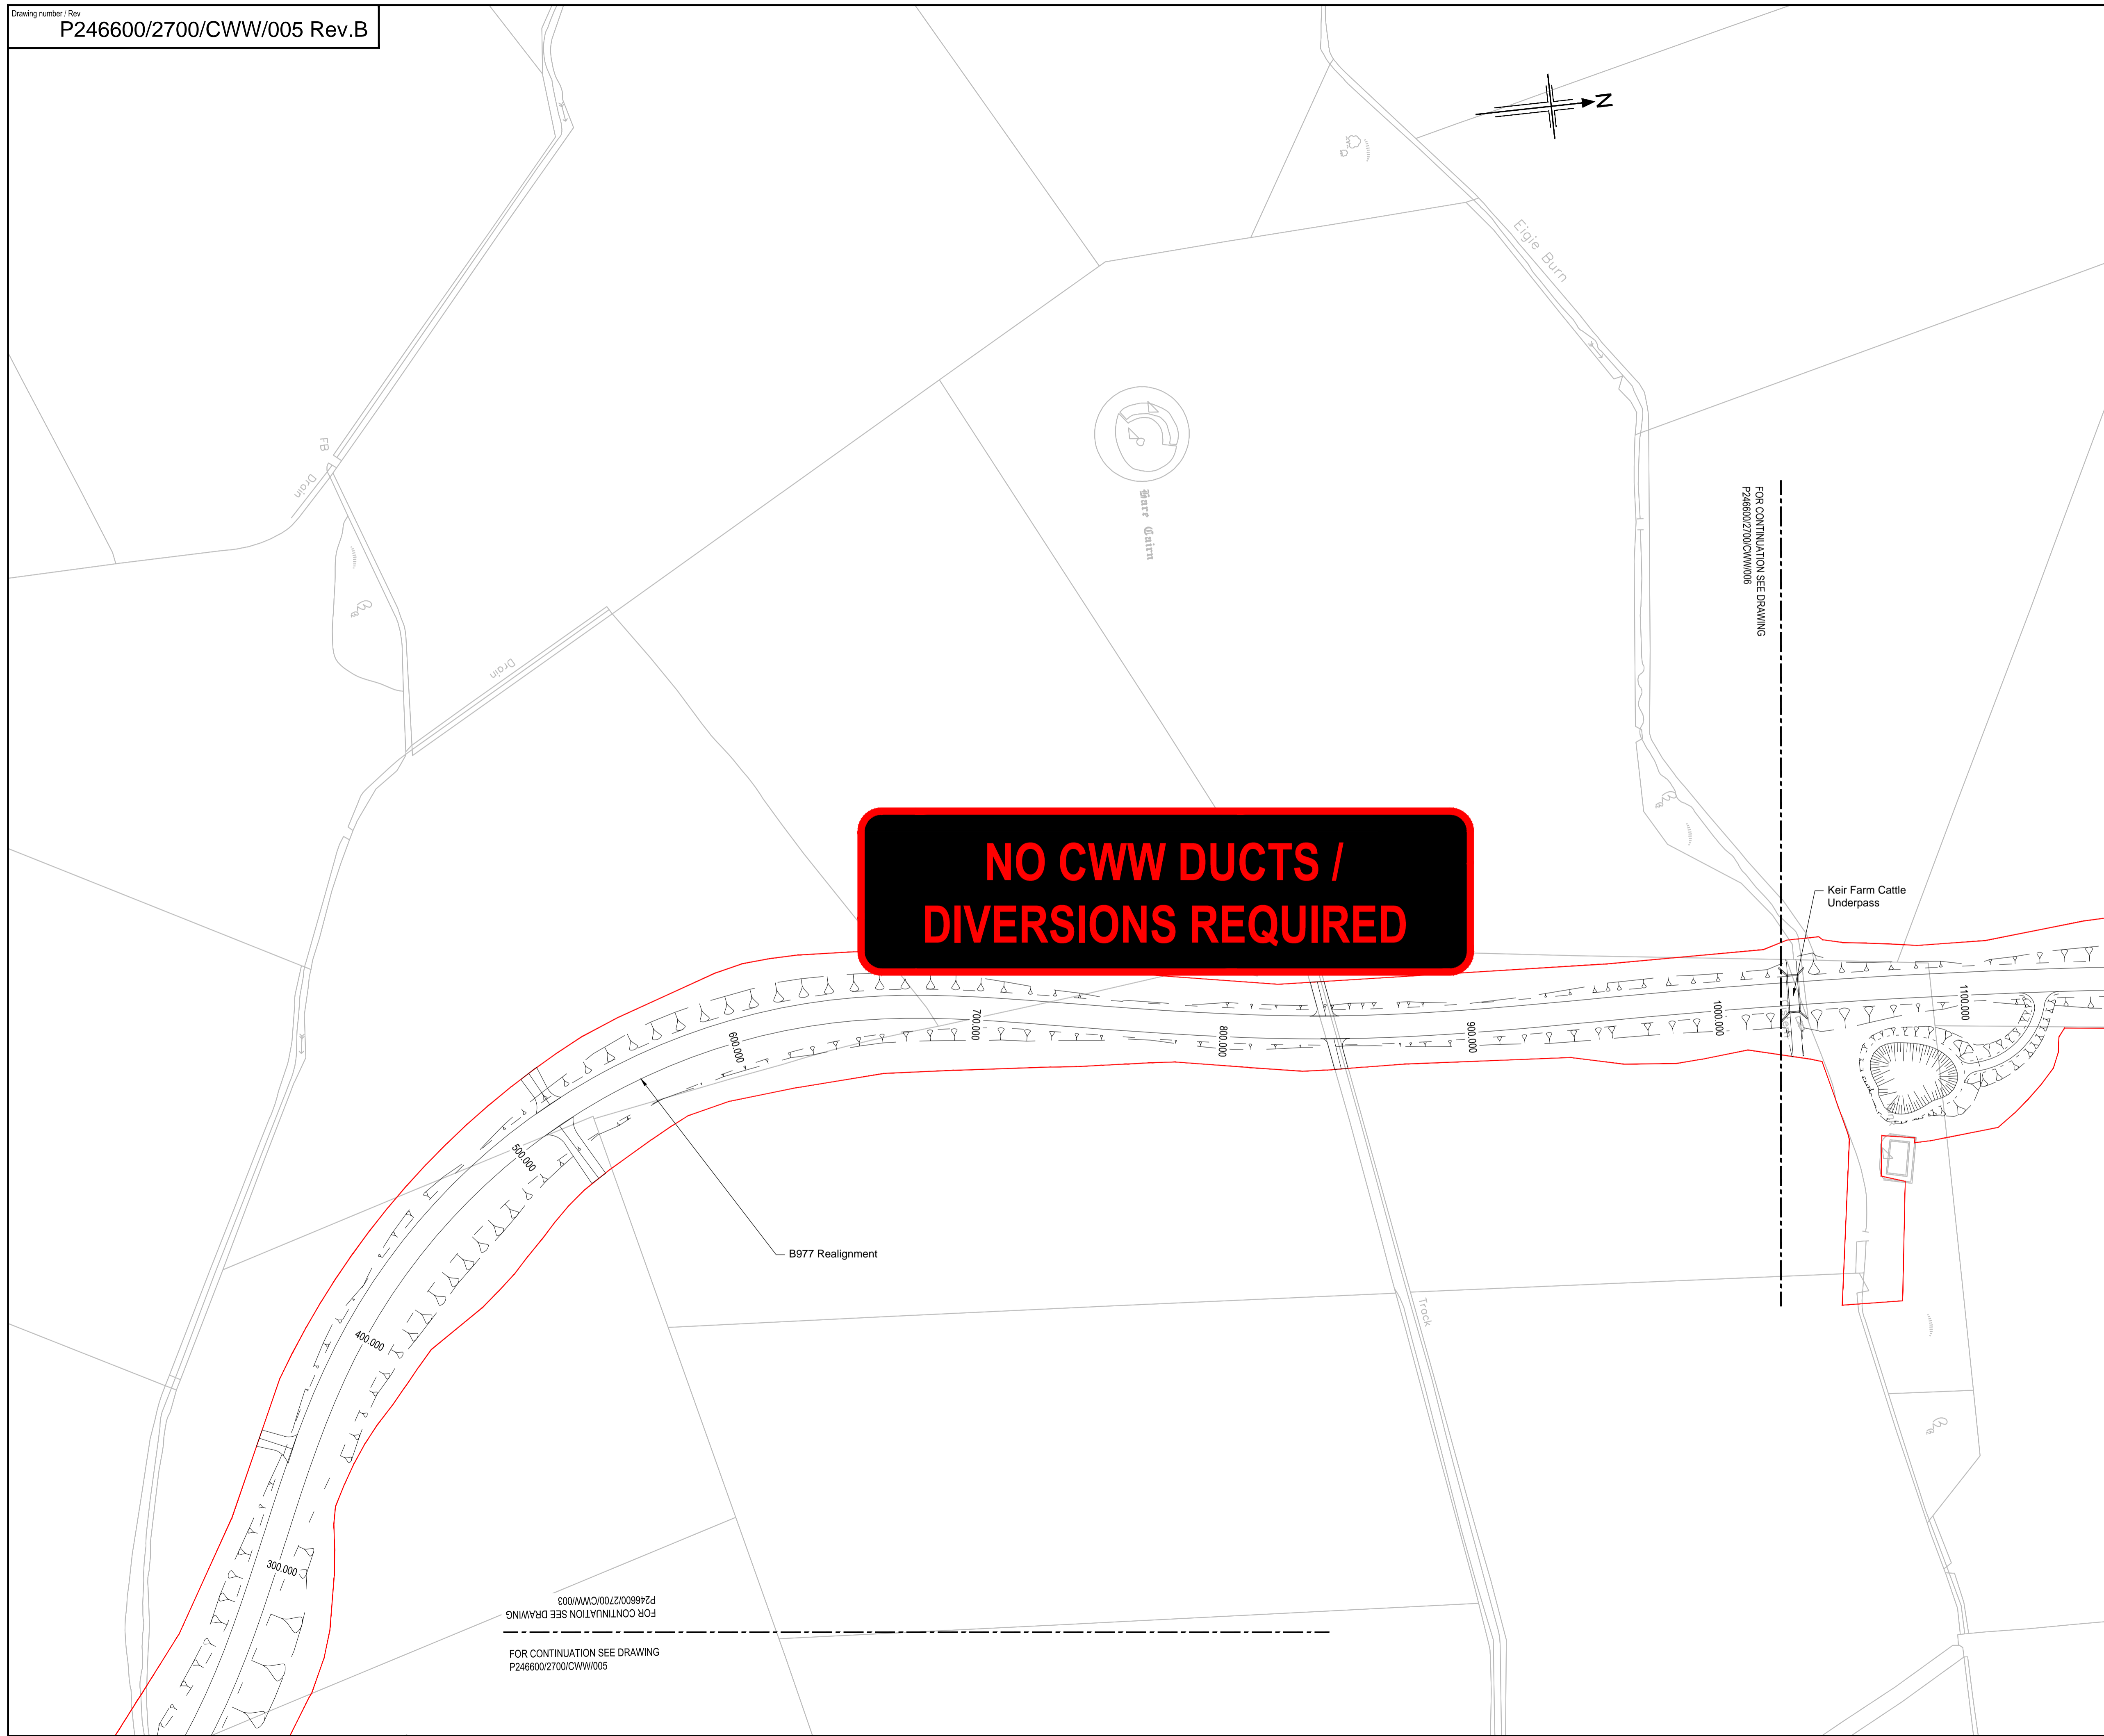 Drawing number / Rev
P246600/2700/CWW/005 Rev.B
N
Eigie Burn
FB
Drain
Bare Cairn
FOR CONTINUATION SEE DRAWING
P246600/2700/CWW/006
Drain
NO CWW DUCTS /
DIVERSIONS REQUIRED
Keir Farm Cattle
Underpass
1100.000
1000.000
900.000
800.000
700.000
600.000
500.000
B977 Realignment
Track
400.000
300.000
FOR CONTINUATION SEE DRAWING
P246600/2700/CWW/003
FOR CONTINUATION SEE DRAWING
P246600/2700/CWW/005